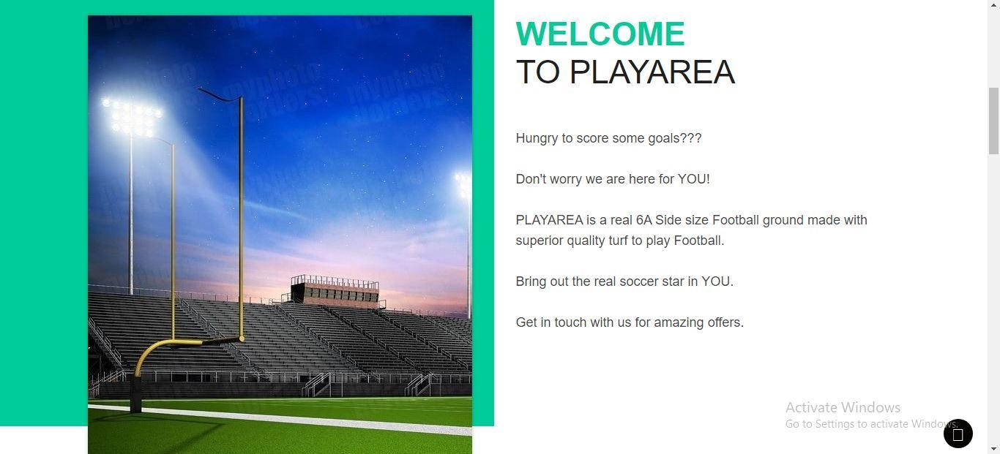 WELCOME
TO PLAYAREA
Hungry to score some goals???
Don't worry we are here for YOU!
PLAYAREA is a real 6A Side size Football ground made with
superior quality turf to play Football.
Bring out the real soccer star in YOU.
Get in touch with us for amazing offers.
Activate Windows
Go to Settings to activate Windows.
myphoto
borders